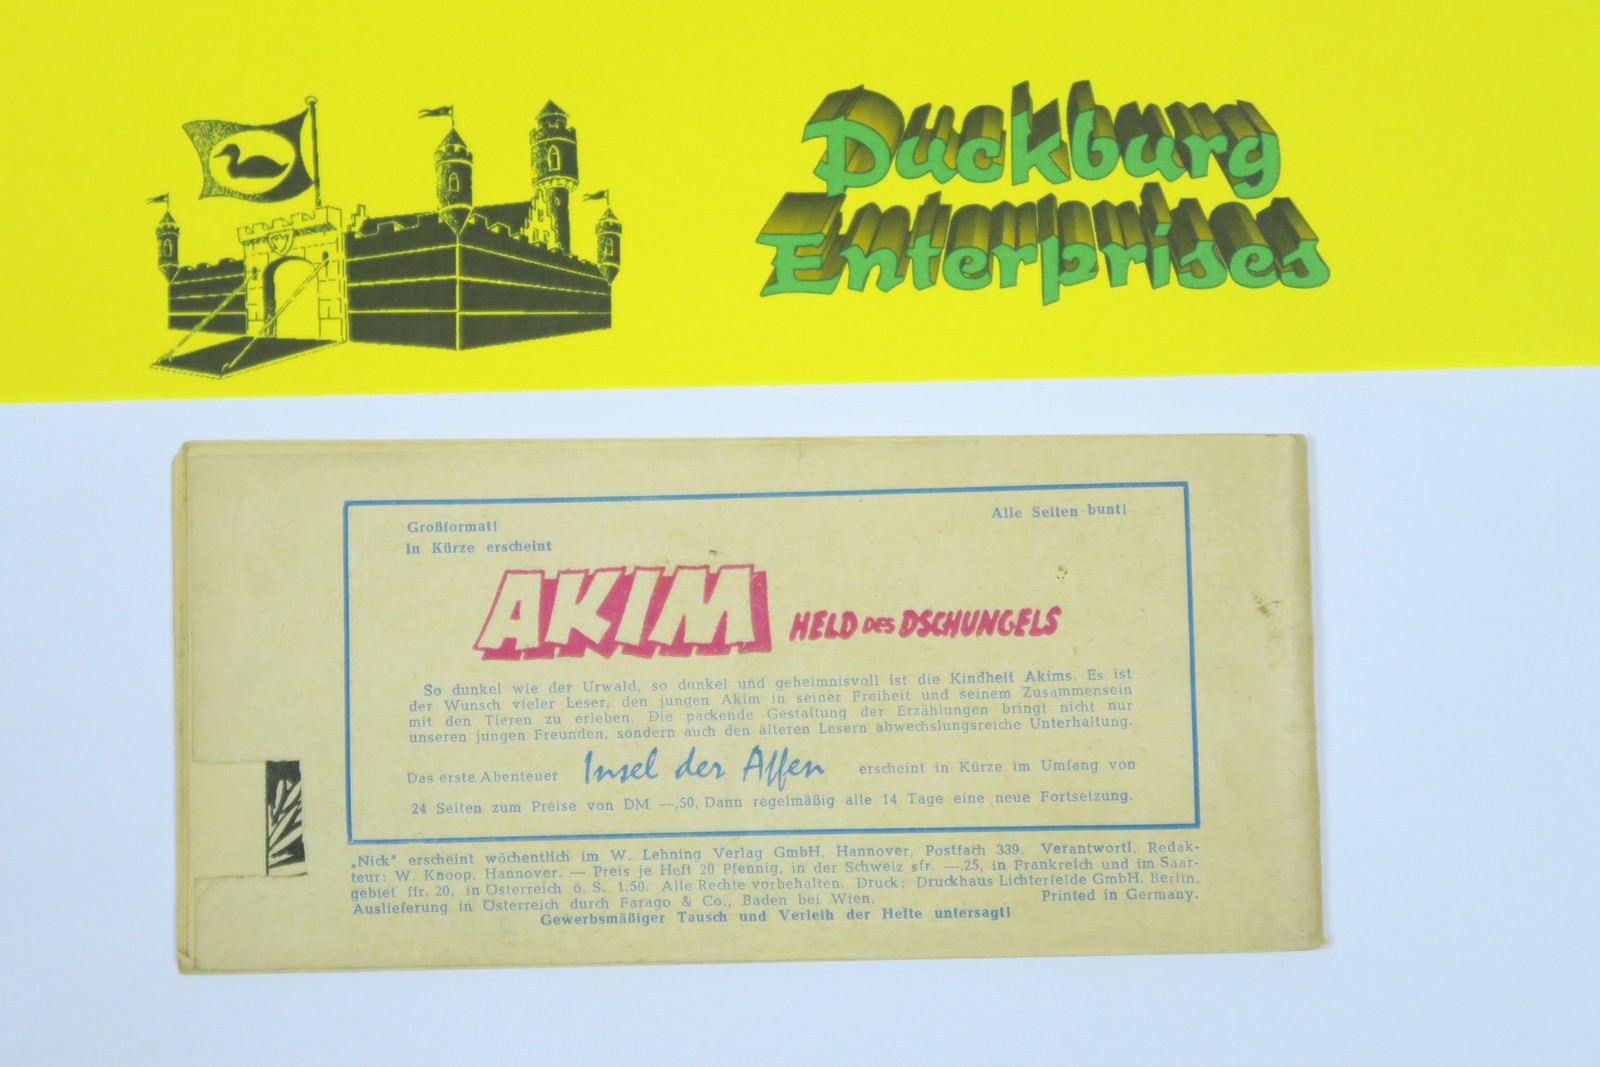 Duckburg
Enterprises
Großformat!
Alle Seiten bunt!
In Kürze erscheint
AKIM HELD DES DSCHUNGELS
So dunkel wie der Urwald, so dunkel und geheimnisvoll ist die Kindheit Akims. Es ist
der Wunsch vieler Leser, den jungen Akim in seiner Freiheit und seinem Zusammensein
mit den Tieren zu erleben. Die packende Gestaltung der Erzählungen bringt nicht nur
unseren jungen Freunden, sondern auch den älteren Lesern abwechslungsreiche Unterhaltung.
Das erste Abenteuer Insel der Affen erscheint in Kürze im Umfang von
24 Seiten zum Preise von DM —,50. Dann regelmäßig alle 14 Tage eine neue Fortsetzung.
„Nick" erscheint wöchentlich im W. Lehning Verlag GmbH, Hannover, Postfach 339. Verantwortl. Redak-
teur: W. Knoop, Hannover. — Preis je Heft 20 Pfennig, in der Schweiz sfr. —.25, in Frankreich und im Saar-
gebiet ffr. 20, in Österreich ö. S. 1,50. Alle Rechte vorbehalten. Druck: Druckhaus Lichterfelde GmbH, Berlin.
Auslieferung in Österreich durch Farago & Co., Baden bei Wien. Printed in Germany.
Gewerbsmäßiger Tausch und Verleih der Hefte untersagt!